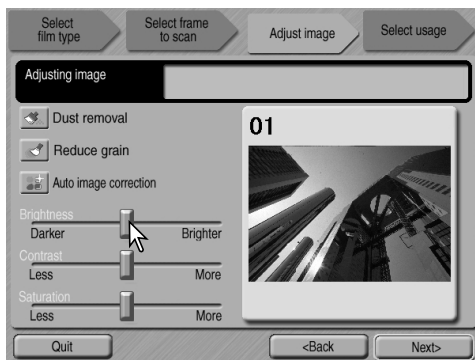 Select
film type
Select frame
to scan
Adjust image
Select usage
Adjusting image
Dust removal
Reduce grain
Auto image correction
Brightness
Darker Brighter
Contrast
Less More
Saturation
Less More
01
Quit
<Back
Next>